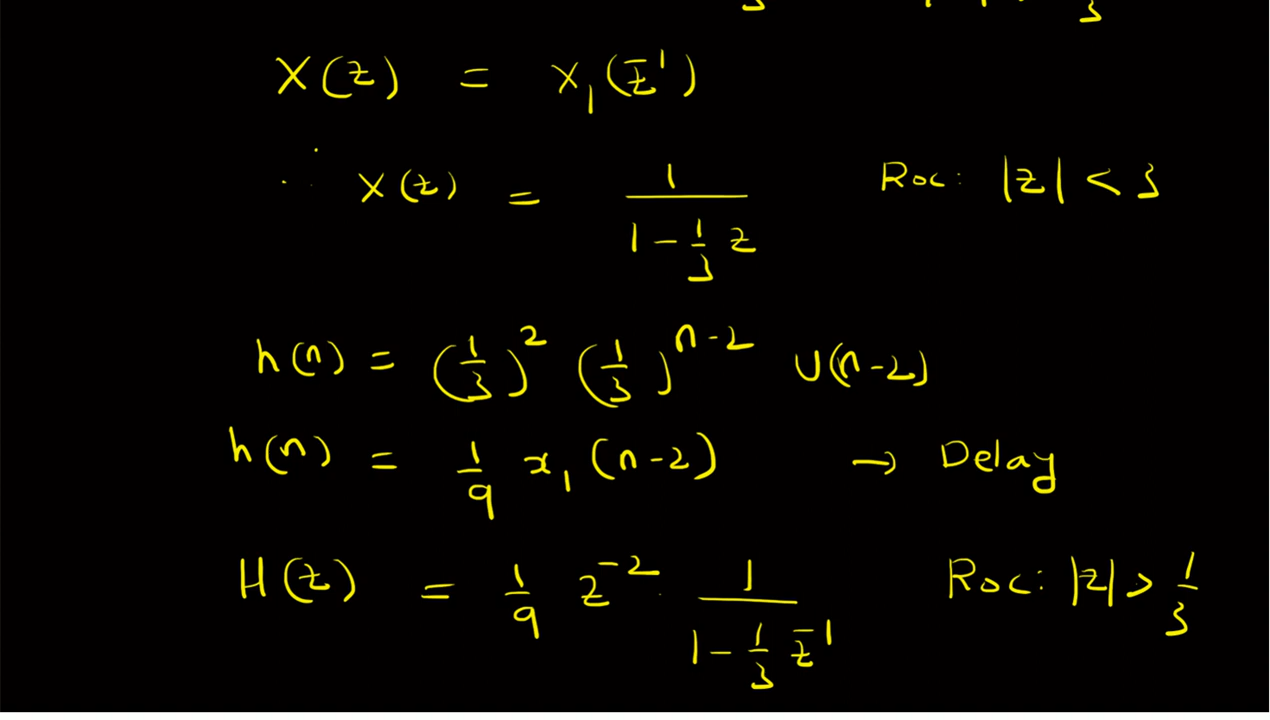 X(z) = X₁(z⁻¹)
∴ X(z) = 1/(1 - 1/3 z) Roc: |z| < 3
h(n) = (1/3)² (1/3)ⁿ⁻² U(n-2)
h(n) = 1/9 x₁(n-2) → Delay
H(z) = 1/9 z⁻² · 1/(1 - 1/3 z⁻¹) Roc: |z| > 1/3